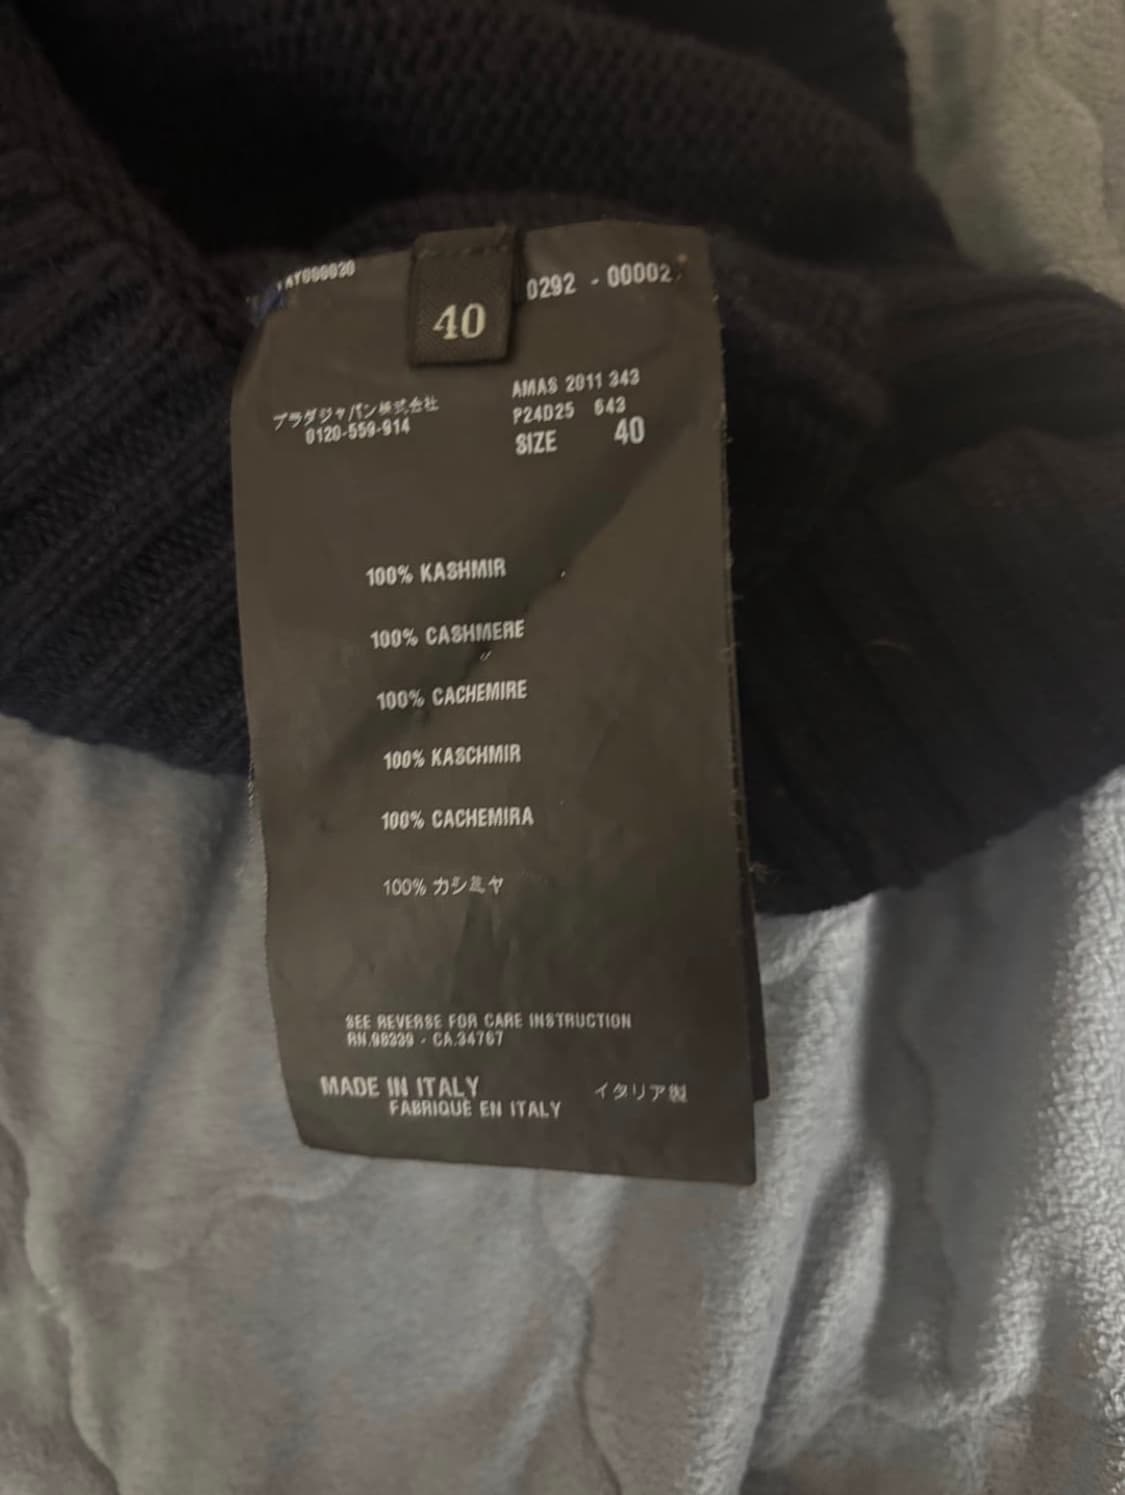 40
0292 - 00002
プラダジャパン株式会社
0120-559-914
AMAS 2011 343
P24D25 643
SIZE 40
100% KASHMIR
100% CASHMERE
100% CACHEMIRE
100% KASCHMIR
100% CACHEMIRA
100% カシミヤ
SEE REVERSE FOR CARE INSTRUCTION
RN.98339 - CA.34767
MADE IN ITALY
FABRIQUÈ EN ITALY
イタリア製